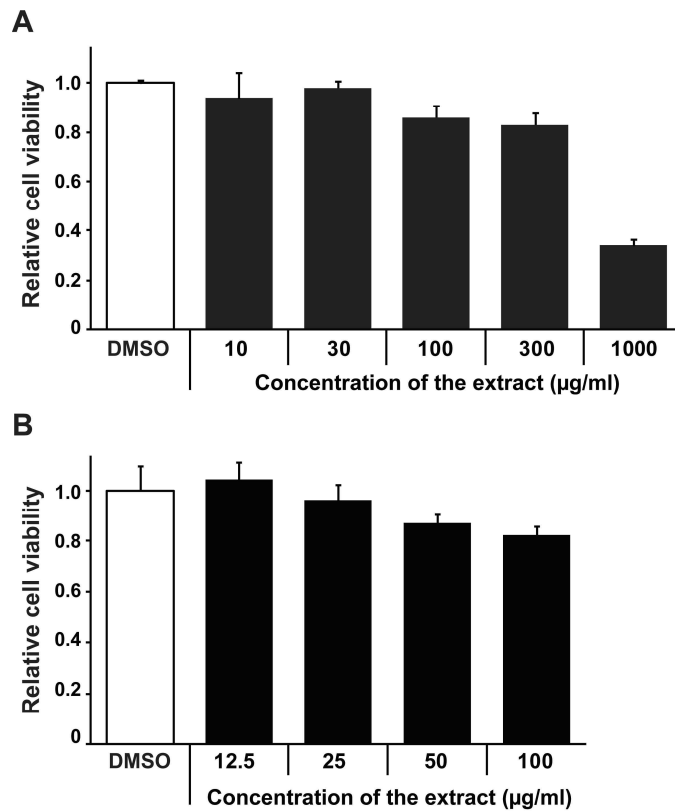 A
Relative cell viability
1.0
0.8
0.6
0.4
0.2
0
DMSO 10 30 100 300 1000
Concentration of the extract (µg/ml)
B
Relative cell viability
1.0
0.8
0.6
0.4
0.2
0
DMSO 12.5 25 50 100
Concentration of the extract (µg/ml)